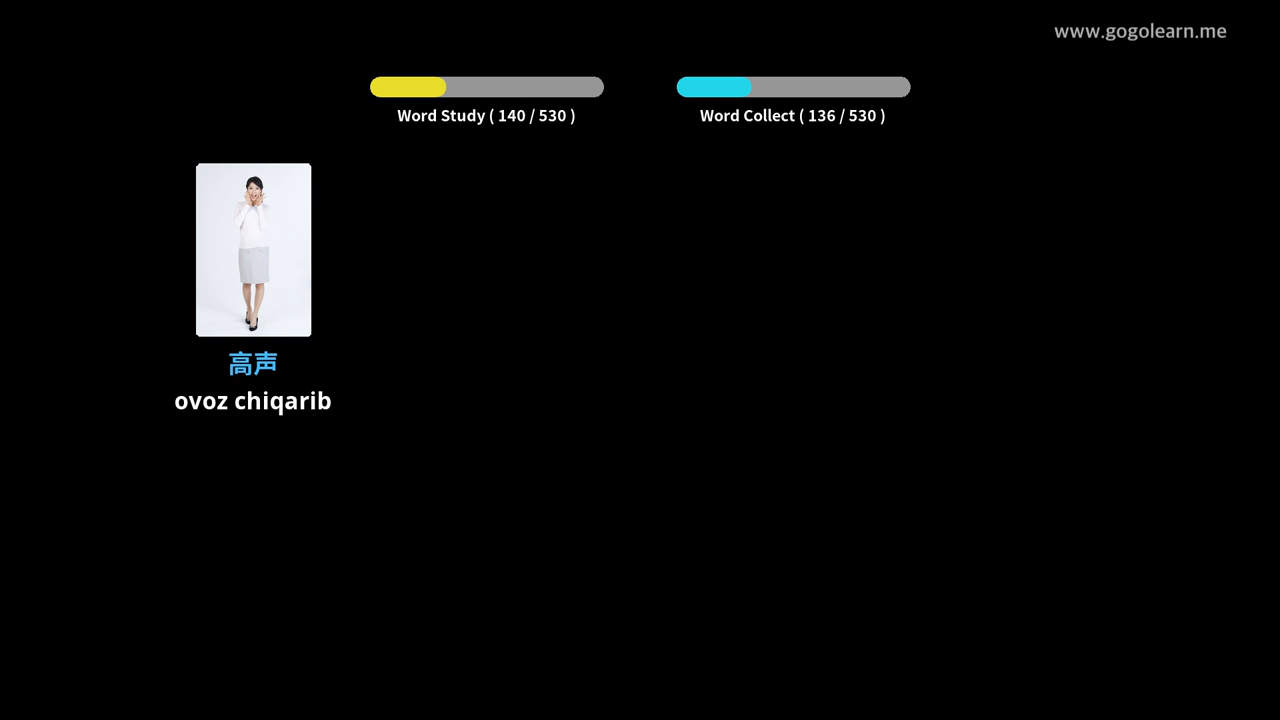 www.gogolearn.me
Word Study ( 140 / 530 )
Word Collect ( 136 / 530 )
高声
ovoz chiqarib